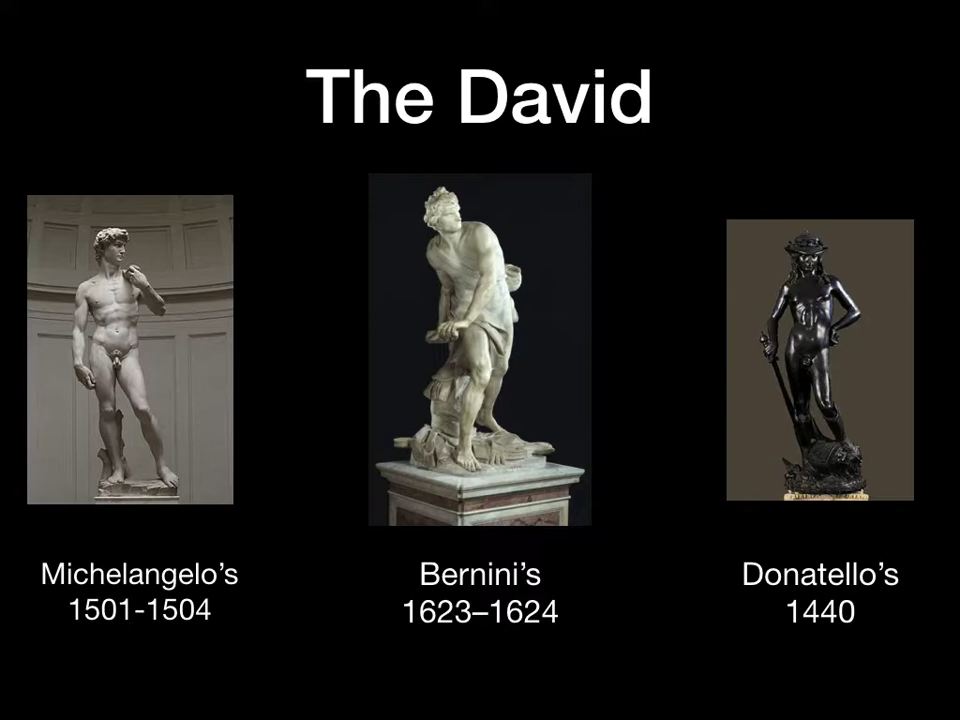 The David
Michelangelo’s
1501-1504
Bernini’s
1623–1624
Donatello’s
1440